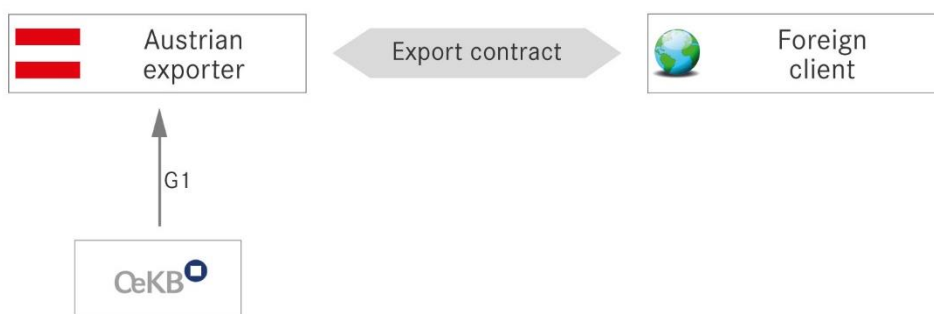 Austrian
exporter
Export contract
Foreign
client
G1
OeKB